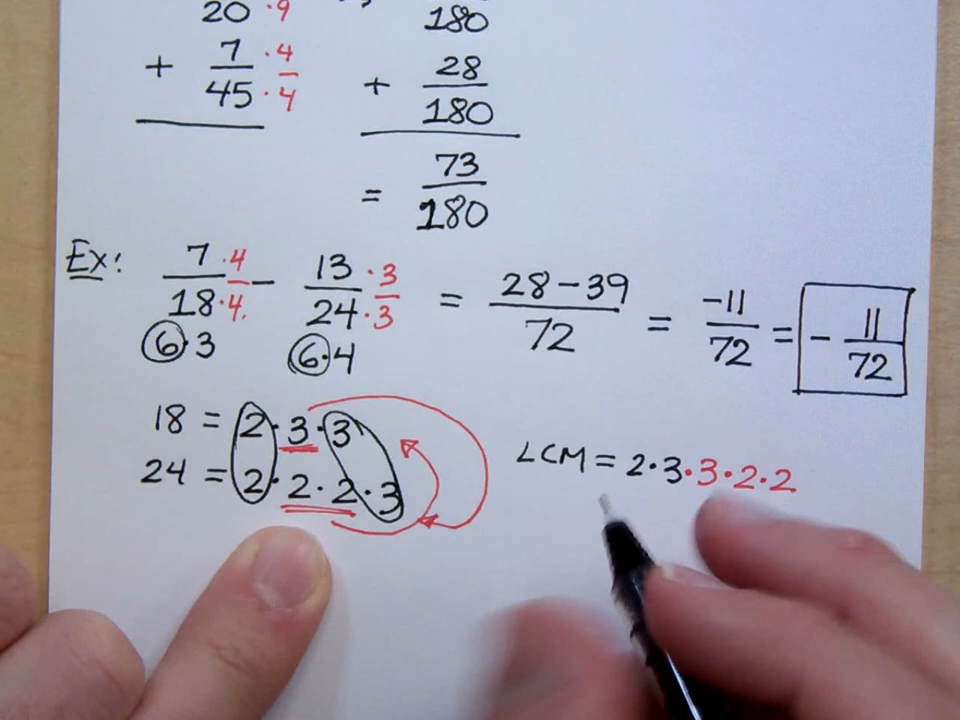 20 ·9 180
+ 7/45 ·4/·4 + 28/180
= 73/180
Ex: 7/18 ·4/·4 - 13/24 ·3/·3 = 28-39/72 = -11/72 = - 11/72
6·3 6·4
18 = 2·3·3
24 = 2·2·2·3
LCM = 2·3·3·2·2